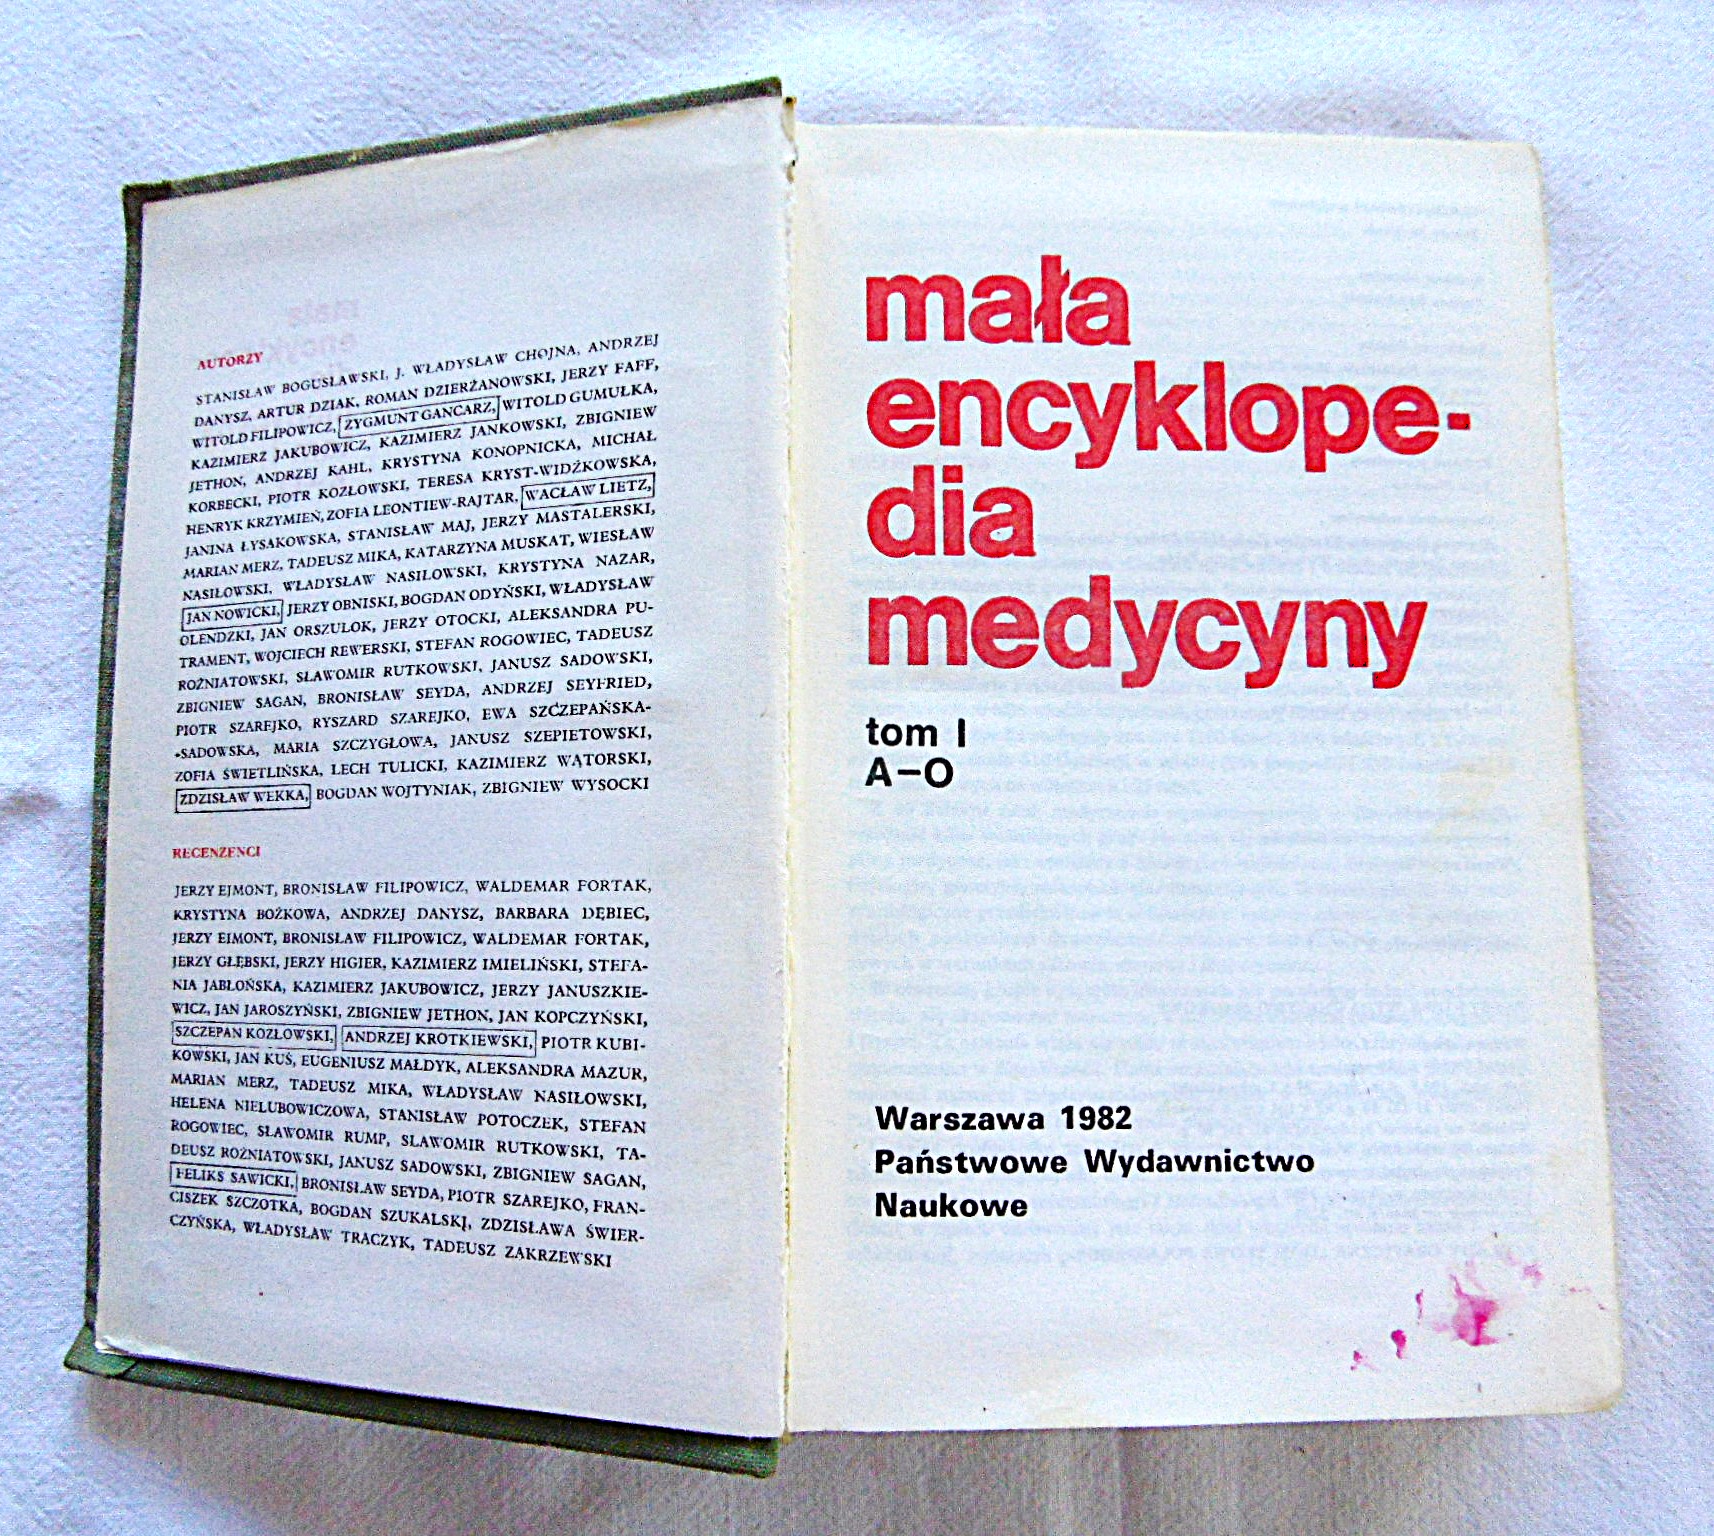 AUTORZY
STANISŁAW BOGUSŁAWSKI, J. WŁADYSŁAW CHOJNA, ANDRZEJ
DANYSZ, ARTUR DZIAK, ROMAN DZIERŻANOWSKI, JERZY FAFF,
WITOLD FILIPOWICZ, ZYGMUNT GANCARZ, WITOLD GUMUŁKA,
KAZIMIERZ JAKUBOWICZ, KAZIMIERZ JANKOWSKI, ZBIGNIEW
JETHON, ANDRZEJ KAHL, KRYSTYNA KONOPNICKA, MICHAŁ
KORBECKI, PIOTR KOZŁOWSKI, TERESA KRYST-WIDŹKOWSKA,
HENRYK KRZYMIEŃ, ZOFIA LEONTIEW-RAJTAR, WACŁAW LIETZ,
JANINA ŁYSAKOWSKA, STANISŁAW MAJ, JERZY MASTALERSKI,
MARIAN MERZ, TADEUSZ MIKA, KATARZYNA MUSKAT, WIESŁAW
NASIŁOWSKI, WŁADYSŁAW NASIŁOWSKI, KRYSTYNA NAZAR,
JAN NOWICKI, JERZY OBNISKI, BOGDAN ODYŃSKI, WŁADYSŁAW
OLENDZKI, JAN ORSZULOK, JERZY OTOCKI, ALEKSANDRA PU-
TRAMENT, WOJCIECH REWERSKI, STEFAN ROGOWIEC, TADEUSZ
ROŻNIATOWSKI, SŁAWOMIR RUTKOWSKI, JANUSZ SADOWSKI,
ZBIGNIEW SAGAN, BRONISŁAW SEYDA, ANDRZEJ SEYFRIED,
PIOTR SZAREJKO, RYSZARD SZAREJKO, EWA SZCZEPAŃSKA-
-SADOWSKA, MARIA SZCZYGŁOWA, JANUSZ SZEPIETOWSKI,
ZOFIA ŚWIETLIŃSKA, LECH TULICKI, KAZIMIERZ WĄTORSKI,
ZDZISŁAW WEKKA, BOGDAN WOJTYNIAK, ZBIGNIEW WYSOCKI
RECENZENCI
JERZY EJMONT, BRONISŁAW FILIPOWICZ, WALDEMAR FORTAK,
KRYSTYNA BOŻKOWA, ANDRZEJ DANYSZ, BARBARA DĘBIEC,
JERZY EJMONT, BRONISŁAW FILIPOWICZ, WALDEMAR FORTAK,
JERZY GŁĘBSKI, JERZY HIGIER, KAZIMIERZ IMIELIŃSKI, STEFA-
NIA JABŁOŃSKA, KAZIMIERZ JAKUBOWICZ, JERZY JANUSZKIE-
WICZ, JAN JAROSZYŃSKI, ZBIGNIEW JETHON, JAN KOPCZYŃSKI,
SZCZEPAN KOZŁOWSKI, ANDRZEJ KROTKIEWSKI, PIOTR KUBI-
KOWSKI, JAN KUŚ, EUGENIUSZ MAŁDYK, ALEKSANDRA MAZUR,
MARIAN MERZ, TADEUSZ MIKA, WŁADYSŁAW NASIŁOWSKI,
HELENA NIELUBOWICZOWA, STANISŁAW POTOCZEK, STEFAN
ROGOWIEC, SŁAWOMIR RUMP, SLAWOMIR RUTKOWSKI, TA-
DEUSZ ROŻNIATOWSKI, JANUSZ SADOWSKI, ZBIGNIEW SAGAN,
FELIKS SAWICKI, BRONISŁAW SEYDA, PIOTR SZAREJKO, FRAN-
CISZEK SZCZOTKA, BOGDAN SZUKALSKI, ZDZISŁAWA ŚWIER-
CZYŃSKA, WŁADYSŁAW TRACZYK, TADEUSZ ZAKRZEWSKI
mała
encyklope-
dia
medycyny
tom I
A–O
Warszawa 1982
Państwowe Wydawnictwo
Naukowe